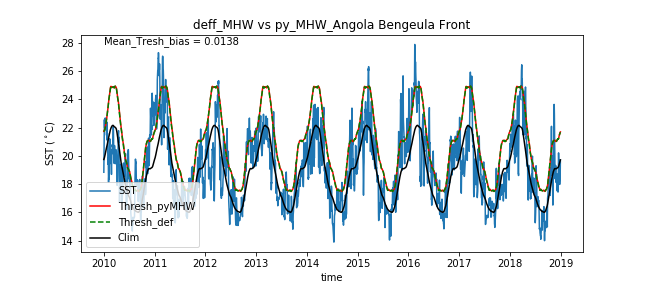 deff_MHW vs py_MHW_Angola Bengeula Front
Mean_Tresh_bias = 0.0138
28
26
24
22
20
18
16
14
SST (°C)
SST
Thresh_pyMHW
Thresh_def
Clim
2010 2011 2012 2013 2014 2015 2016 2017 2018 2019
time